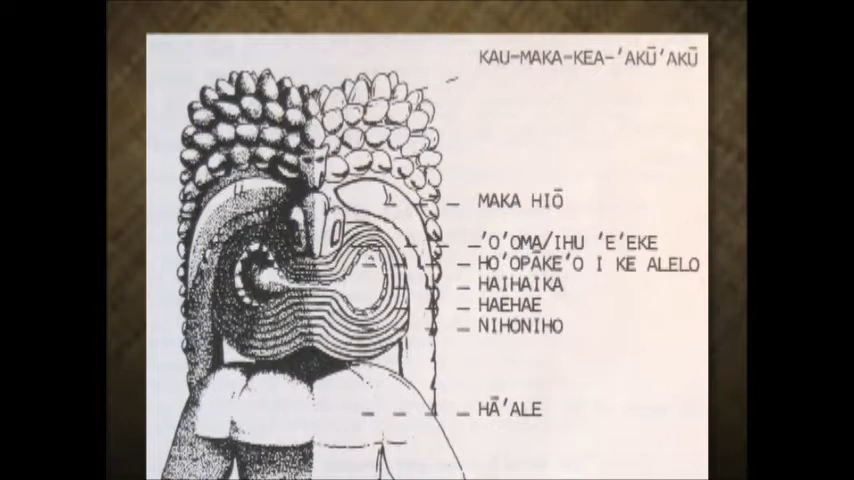 KAU-MAKA-KEA-'AKŪ'AKŪ
MAKA HIŌ
'O'OMA/IHU 'E'EKE
HO'OPĀKE'O I KE ALELO
HAIHAIKA
HAEHAE
NIHONIHO
HĀ'ALE